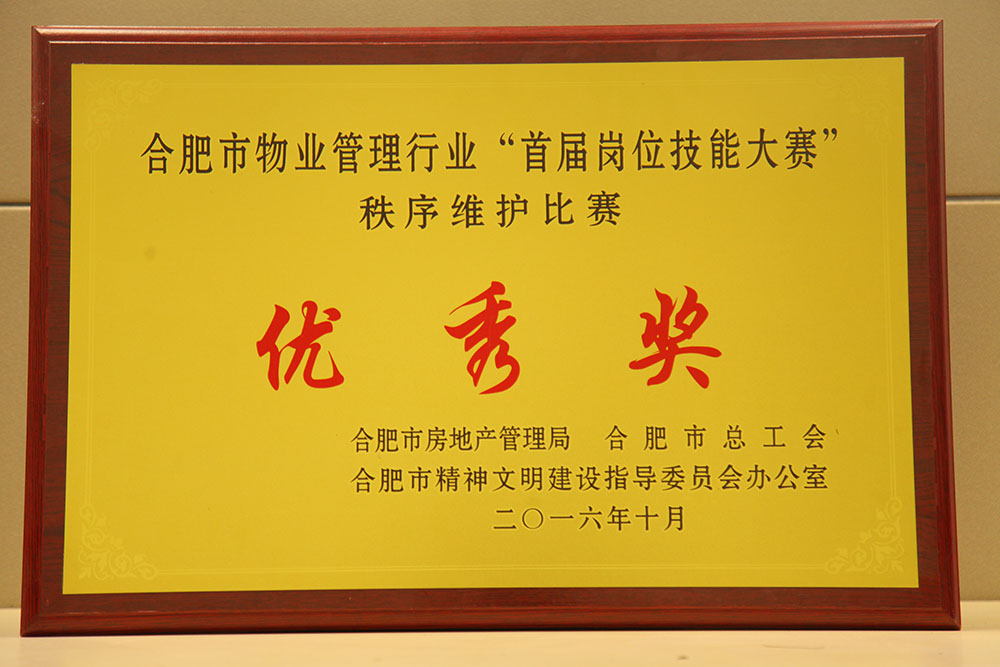 合肥市物业管理行业“首届岗位技能大赛”
秩序维护比赛
优秀奖
合肥市房地产管理局 合肥市总工会
合肥市精神文明建设指导委员会办公室
二〇一六年十月